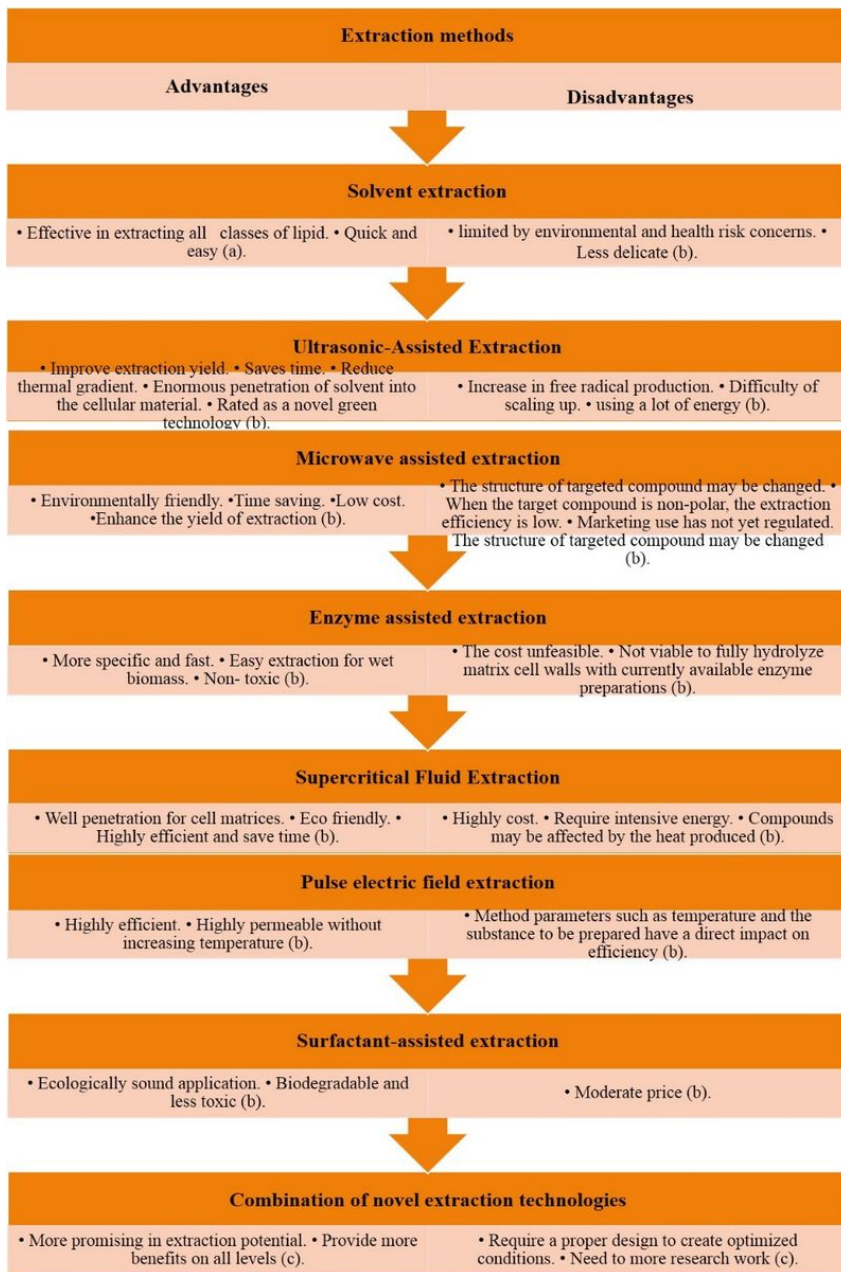 Extraction methods
Advantages
Disadvantages
Solvent extraction
• Effective in extracting all classes of lipid. • Quick and
easy (a).
• limited by environmental and health risk concerns. •
Less delicate (b).
Ultrasonic-Assisted Extraction
• Improve extraction yield. • Saves time. • Reduce
thermal gradient. • Enormous penetration of solvent into
the cellular material. • Rated as a novel green
technology (b).
• Increase in free radical production. • Difficulty of
scaling up. • using a lot of energy (b).
Microwave assisted extraction
• Environmentally friendly. •Time saving. •Low cost.
•Enhance the yield of extraction (b).
• The structure of targeted compound may be changed. •
When the target compound is non-polar, the extraction
efficiency is low. • Marketing use has not yet regulated.
The structure of targeted compound may be changed
(b).
Enzyme assisted extraction
• More specific and fast. • Easy extraction for wet
biomass. • Non- toxic (b).
• The cost unfeasible. • Not viable to fully hydrolyze
matrix cell walls with currently available enzyme
preparations (b).
Supercritical Fluid Extraction
• Well penetration for cell matrices. • Eco friendly. •
Highly efficient and save time (b).
• Highly cost. • Require intensive energy. • Compounds
may be affected by the heat produced (b).
Pulse electric field extraction
• Highly efficient. • Highly permeable without
increasing temperature (b).
• Method parameters such as temperature and the
substance to be prepared have a direct impact on
efficiency (b).
Surfactant-assisted extraction
• Ecologically sound application. • Biodegradable and
less toxic (b).
• Moderate price (b).
Combination of novel extraction technologies
• More promising in extraction potential. • Provide more
benefits on all levels (c).
• Require a proper design to create optimized
conditions. • Need to more research work (c).